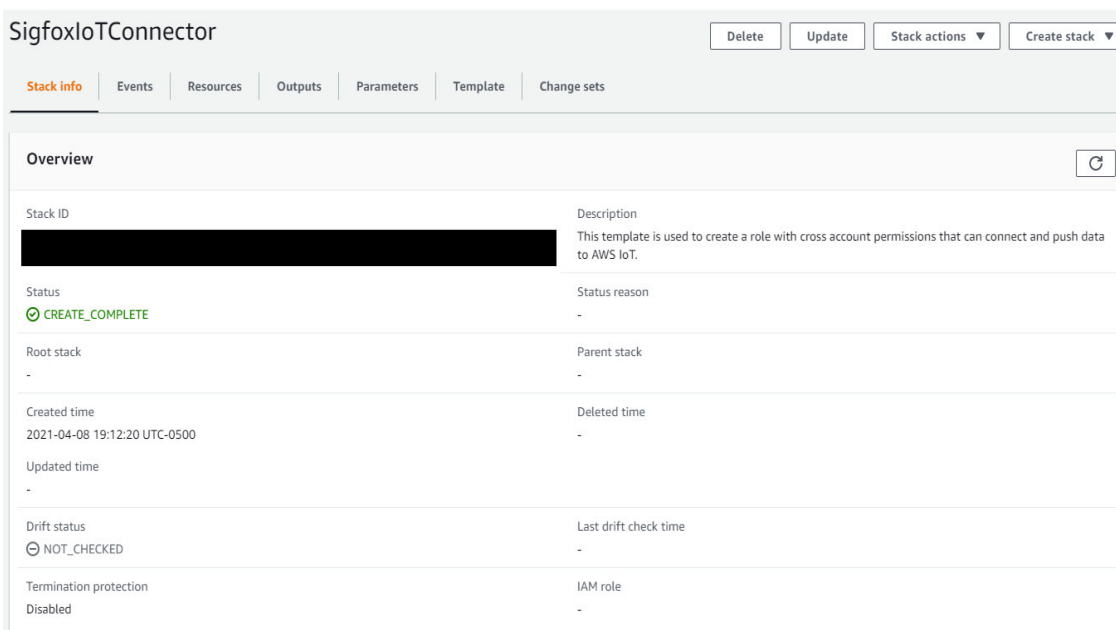 SigfoxIoTConnector
Delete
Update
Stack actions
Create stack
Stack info
Events
Resources
Outputs
Parameters
Template
Change sets
Overview
Stack ID
Description
This template is used to create a role with cross account permissions that can connect and push data
to AWS IoT.
Status
Status reason
CREATE_COMPLETE
-
Root stack
Parent stack
-
-
Created time
Deleted time
2021-04-08 19:12:20 UTC-0500
-
Updated time
-
Drift status
Last drift check time
NOT_CHECKED
-
Termination protection
IAM role
Disabled
-